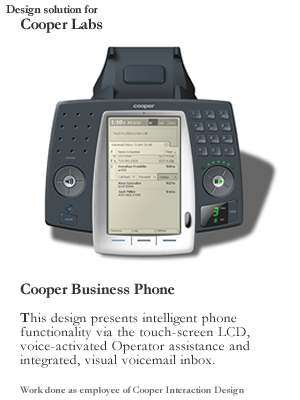 Design solution for
Cooper Labs
cooper
Cooper Business Phone
This design presents intelligent phone
functionality via the touch-screen LCD,
voice-activated Operator assistance and
integrated, visual voicemail inbox.
Work done as employee of Cooper Interaction Design